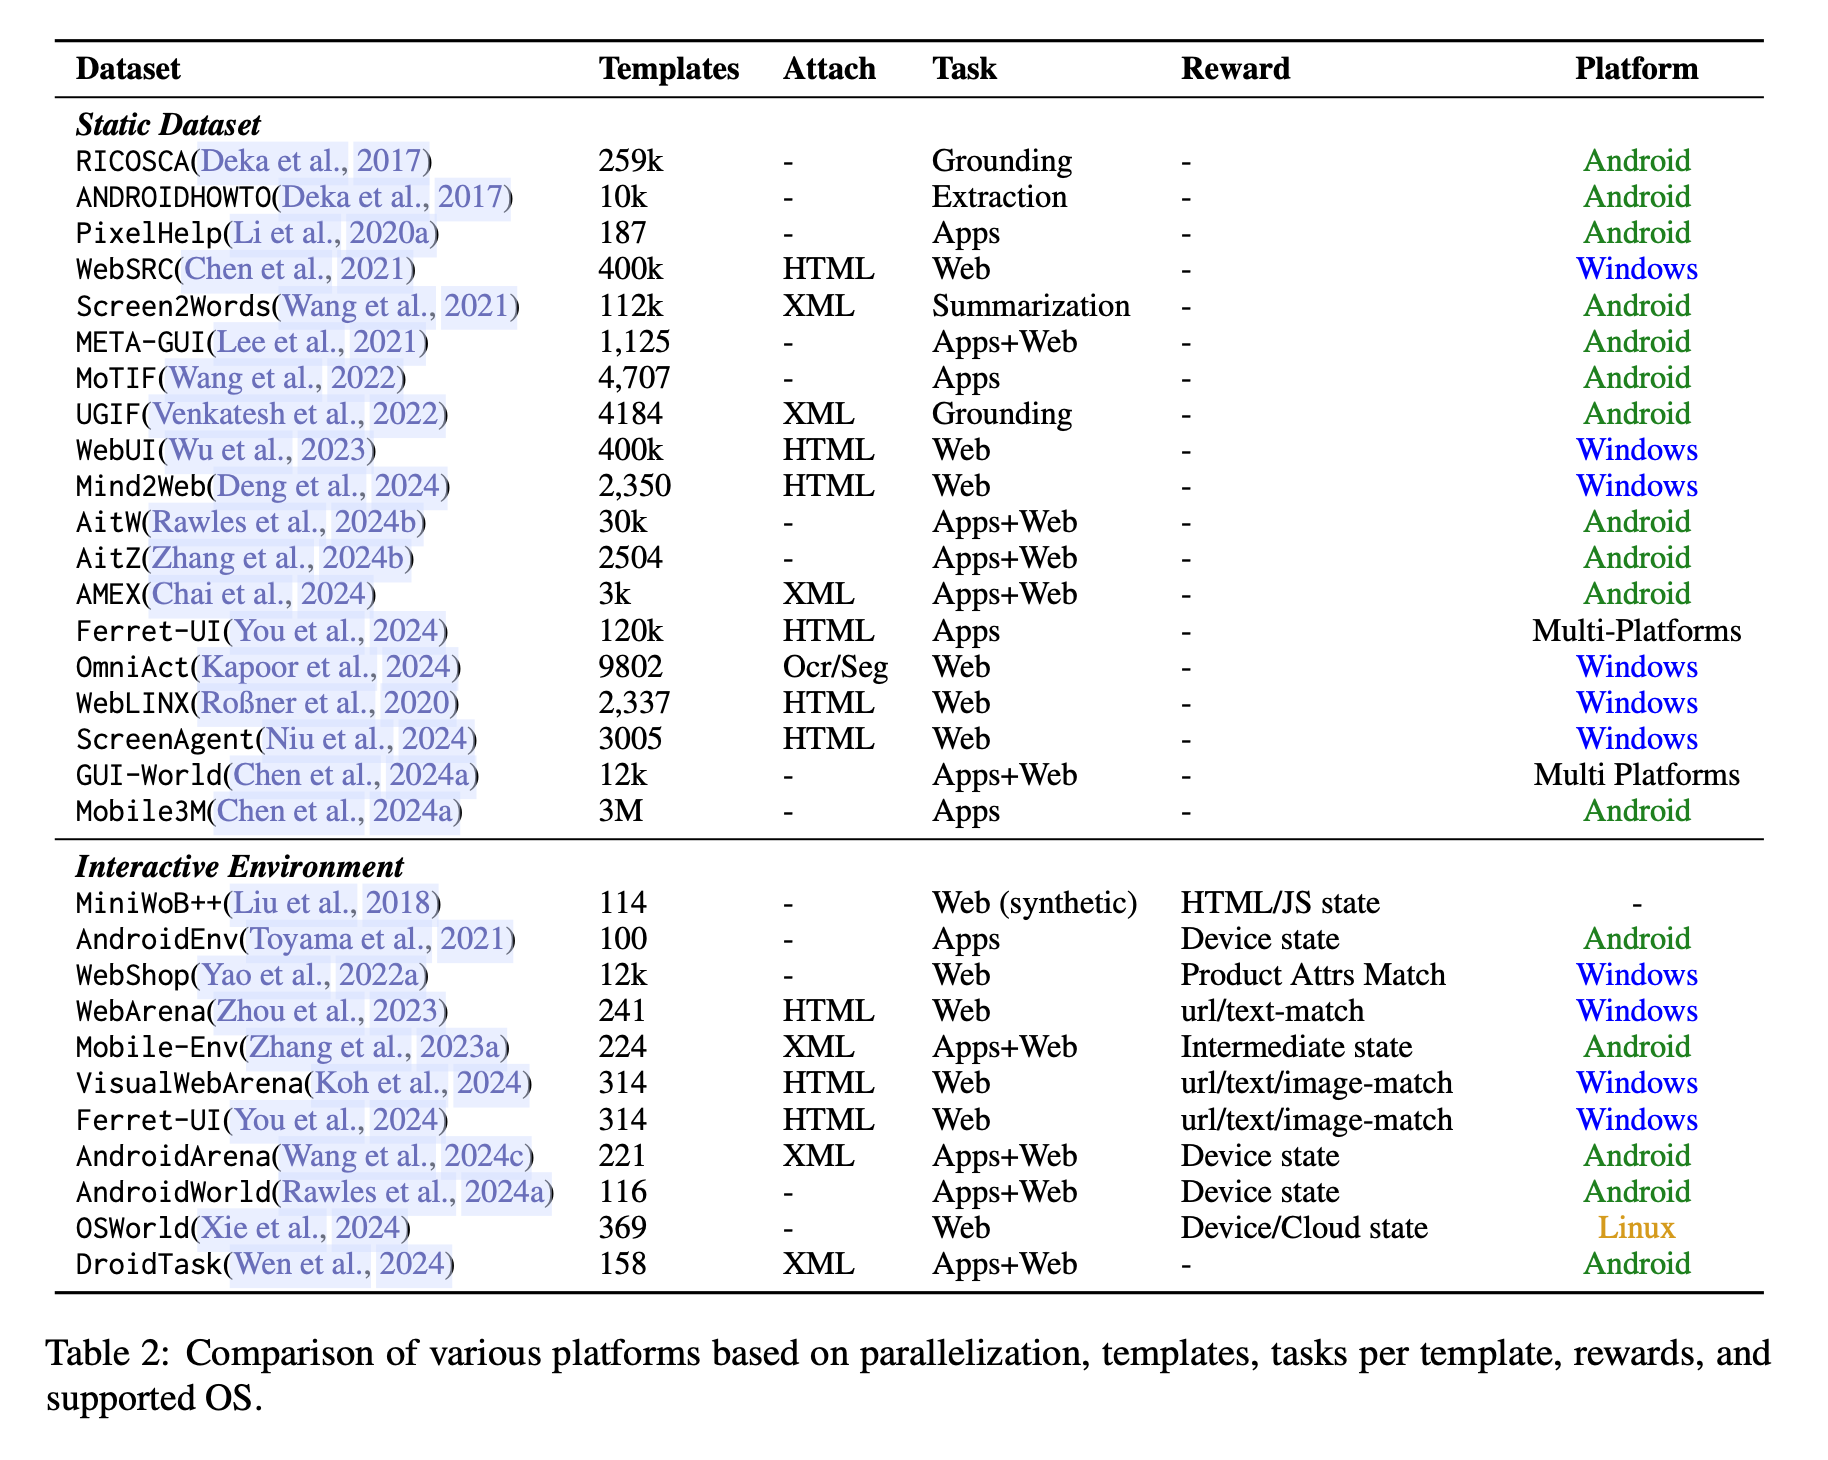 Dataset Templates Attach Task Reward Platform
Static Dataset
RICOSCA(Deka et al., 2017) 259k - Grounding - Android
ANDROIDHOWTO(Deka et al., 2017) 10k - Extraction - Android
PixelHelp(Li et al., 2020a) 187 - Apps - Android
WebSRC(Chen et al., 2021) 400k HTML Web - Windows
Screen2Words(Wang et al., 2021) 112k XML Summarization - Android
META-GUI(Lee et al., 2021) 1,125 - Apps+Web - Android
MoTIF(Wang et al., 2022) 4,707 - Apps - Android
UGIF(Venkatesh et al., 2022) 4184 XML Grounding - Android
WebUI(Wu et al., 2023) 400k HTML Web - Windows
Mind2Web(Deng et al., 2024) 2,350 HTML Web - Windows
AitW(Rawles et al., 2024b) 30k - Apps+Web - Android
AitZ(Zhang et al., 2024b) 2504 - Apps+Web - Android
AMEX(Chai et al., 2024) 3k XML Apps+Web - Android
Ferret-UI(You et al., 2024) 120k HTML Apps - Multi-Platforms
OmniAct(Kapoor et al., 2024) 9802 Ocr/Seg Web - Windows
WebLINX(Roßner et al., 2020) 2,337 HTML Web - Windows
ScreenAgent(Niu et al., 2024) 3005 HTML Web - Windows
GUI-World(Chen et al., 2024a) 12k - Apps+Web - Multi Platforms
Mobile3M(Chen et al., 2024a) 3M - Apps - Android
Interactive Environment
MiniWoB++(Liu et al., 2018) 114 - Web (synthetic) HTML/JS state -
AndroidEnv(Toyama et al., 2021) 100 - Apps Device state Android
WebShop(Yao et al., 2022a) 12k - Web Product Attrs Match Windows
WebArena(Zhou et al., 2023) 241 HTML Web url/text-match Windows
Mobile-Env(Zhang et al., 2023a) 224 XML Apps+Web Intermediate state Android
VisualWebArena(Koh et al., 2024) 314 HTML Web url/text/image-match Windows
Ferret-UI(You et al., 2024) 314 HTML Web url/text/image-match Windows
AndroidArena(Wang et al., 2024c) 221 XML Apps+Web Device state Android
AndroidWorld(Rawles et al., 2024a) 116 - Apps+Web Device state Android
OSWorld(Xie et al., 2024) 369 - Web Device/Cloud state Linux
DroidTask(Wen et al., 2024) 158 XML Apps+Web - Android
Table 2: Comparison of various platforms based on parallelization, templates, tasks per template, rewards, and
supported OS.